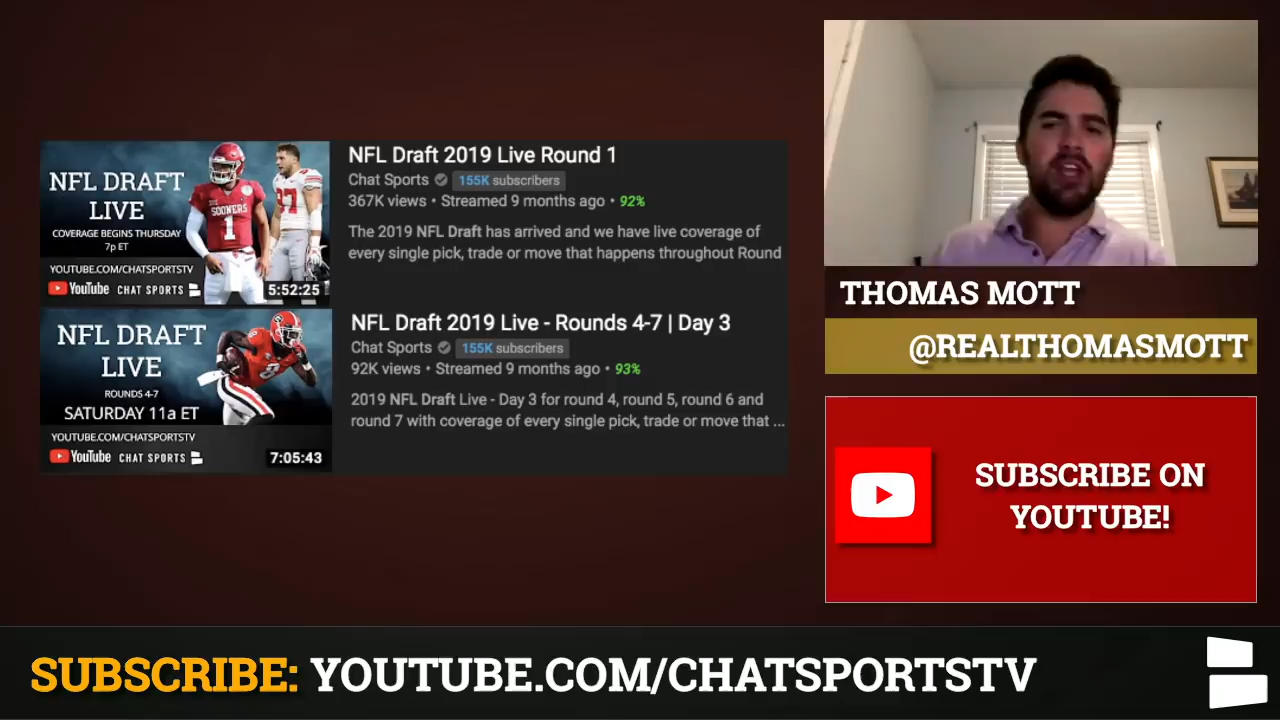 NFL DRAFT
LIVE
COVERAGE BEGINS THURSDAY
7p ET
YOUTUBE.COM/CHATSPORTSTV
YouTube CHAT SPORTS
5:52:25
SOONERS
1
NFL Draft 2019 Live Round 1
Chat Sports 155K subscribers
367K views • Streamed 9 months ago • 92%
The 2019 NFL Draft has arrived and we have live coverage of
every single pick, trade or move that happens throughout Round
NFL DRAFT
LIVE
ROUNDS 4-7
SATURDAY 11a ET
YOUTUBE.COM/CHATSPORTSTV
YouTube CHAT SPORTS
7:05:43
NFL Draft 2019 Live - Rounds 4-7 | Day 3
Chat Sports 155K subscribers
92K views • Streamed 9 months ago • 93%
2019 NFL Draft Live - Day 3 for round 4, round 5, round 6 and
round 7 with coverage of every single pick, trade or move that ...
THOMAS MOTT
@REALTHOMASMOTT
SUBSCRIBE ON
YOUTUBE!
SUBSCRIBE: YOUTUBE.COM/CHATSPORTSTV